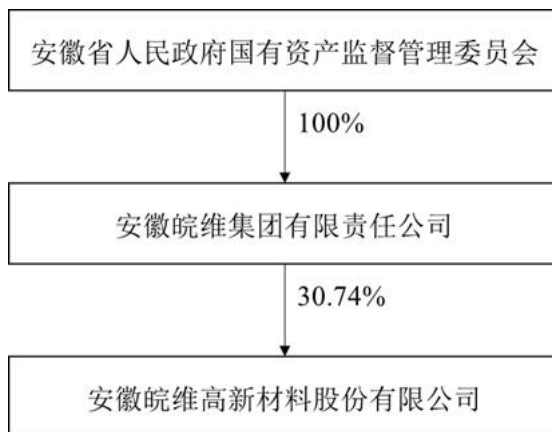 安徽省人民政府国有资产监督管理委员会
100%
安徽皖维集团有限责任公司
30.74%
安徽皖维高新材料股份有限公司